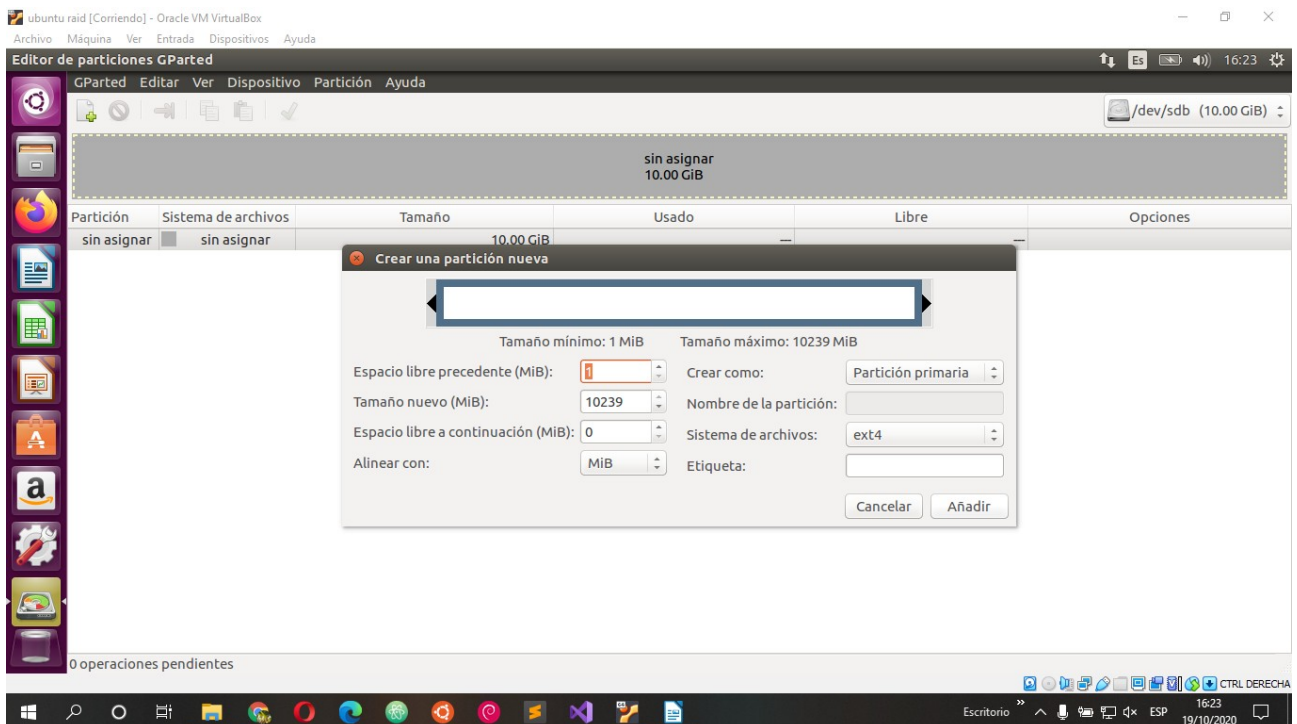 ubuntu raid [Corriendo] - Oracle VM VirtualBox
Archivo Máquina Ver Entrada Dispositivos Ayuda
Editor de particiones GParted Es 16:23
GParted Editar Ver Dispositivo Partición Ayuda
/dev/sdb (10.00 GiB)
sin asignar
10.00 GiB
Partición Sistema de archivos Tamaño Usado Libre Opciones
sin asignar sin asignar 10.00 GiB --- ---
Crear una partición nueva
Tamaño mínimo: 1 MiB Tamaño máximo: 10239 MiB
Espacio libre precedente (MiB): 1 Crear como: Partición primaria
Tamaño nuevo (MiB): 10239 Nombre de la partición:
Espacio libre a continuación (MiB): 0 Sistema de archivos: ext4
Alinear con: MiB Etiqueta:
Cancelar Añadir
0 operaciones pendientes
CTRL DERECHA
Escritorio ESP 16:23
19/10/2020